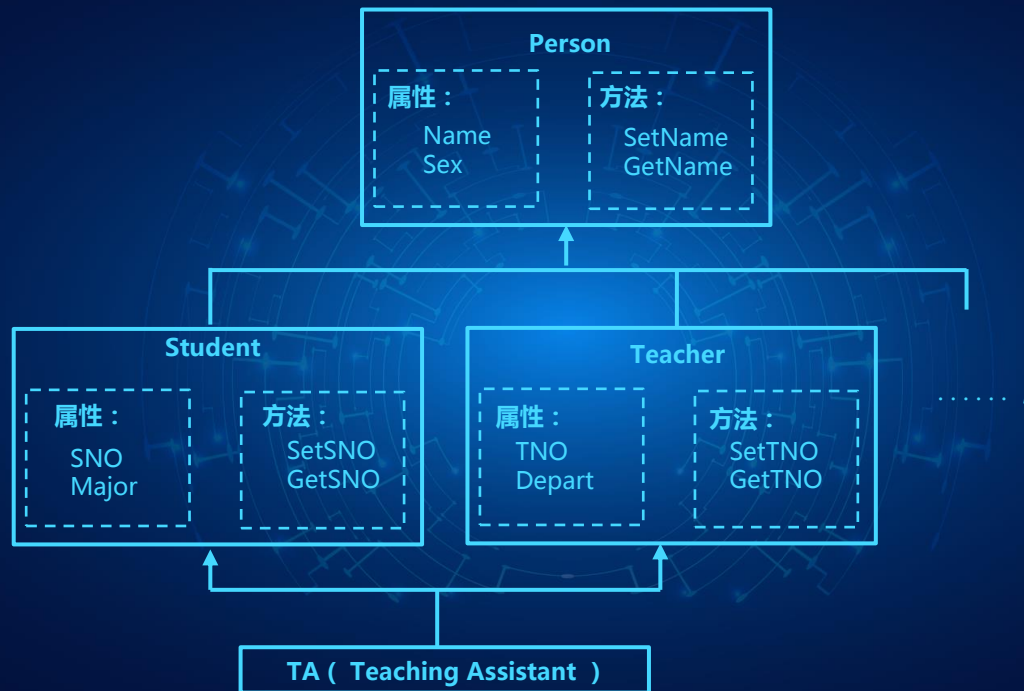 Person
属性：
Name
Sex
方法：
SetName
GetName
Student
属性：
SNO
Major
方法：
SetSNO
GetSNO
Teacher
属性：
TNO
Depart
方法：
SetTNO
GetTNO
……
TA（ Teaching Assistant ）